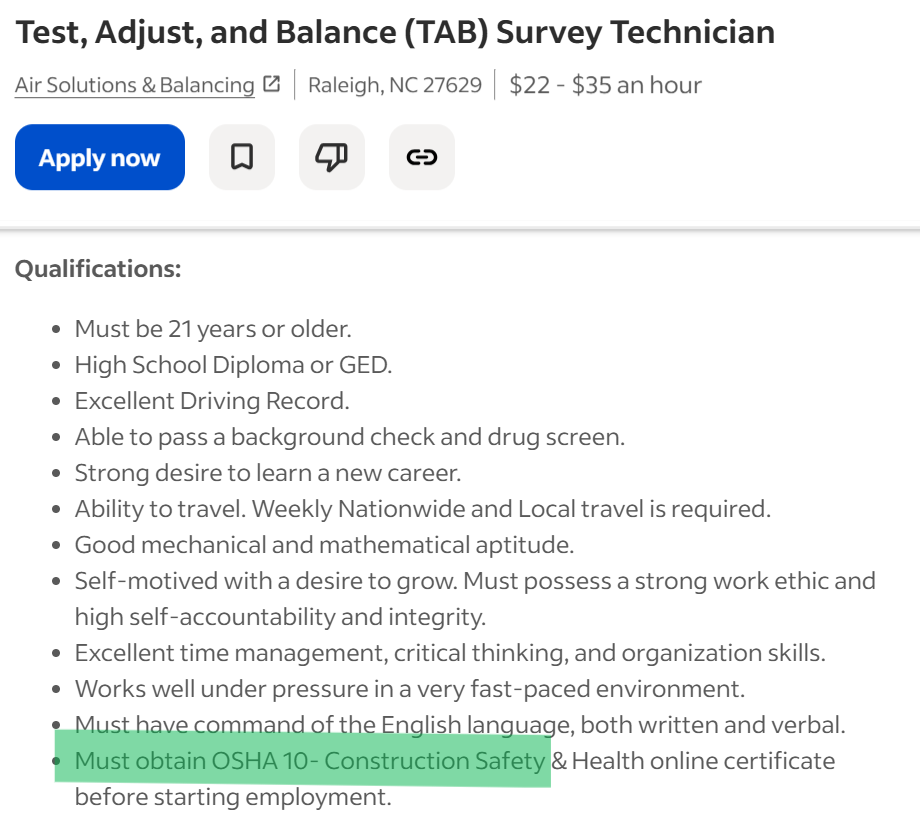 Test, Adjust, and Balance (TAB) Survey Technician
Air Solutions & Balancing | Raleigh, NC 27629 | $22 - $35 an hour
Apply now
Qualifications:
• Must be 21 years or older.
• High School Diploma or GED.
• Excellent Driving Record.
• Able to pass a background check and drug screen.
• Strong desire to learn a new career.
• Ability to travel. Weekly Nationwide and Local travel is required.
• Good mechanical and mathematical aptitude.
• Self-motived with a desire to grow. Must possess a strong work ethic and
high self-accountability and integrity.
• Excellent time management, critical thinking, and organization skills.
• Works well under pressure in a very fast-paced environment.
• Must have command of the English language, both written and verbal.
• Must obtain OSHA 10- Construction Safety & Health online certificate
before starting employment.